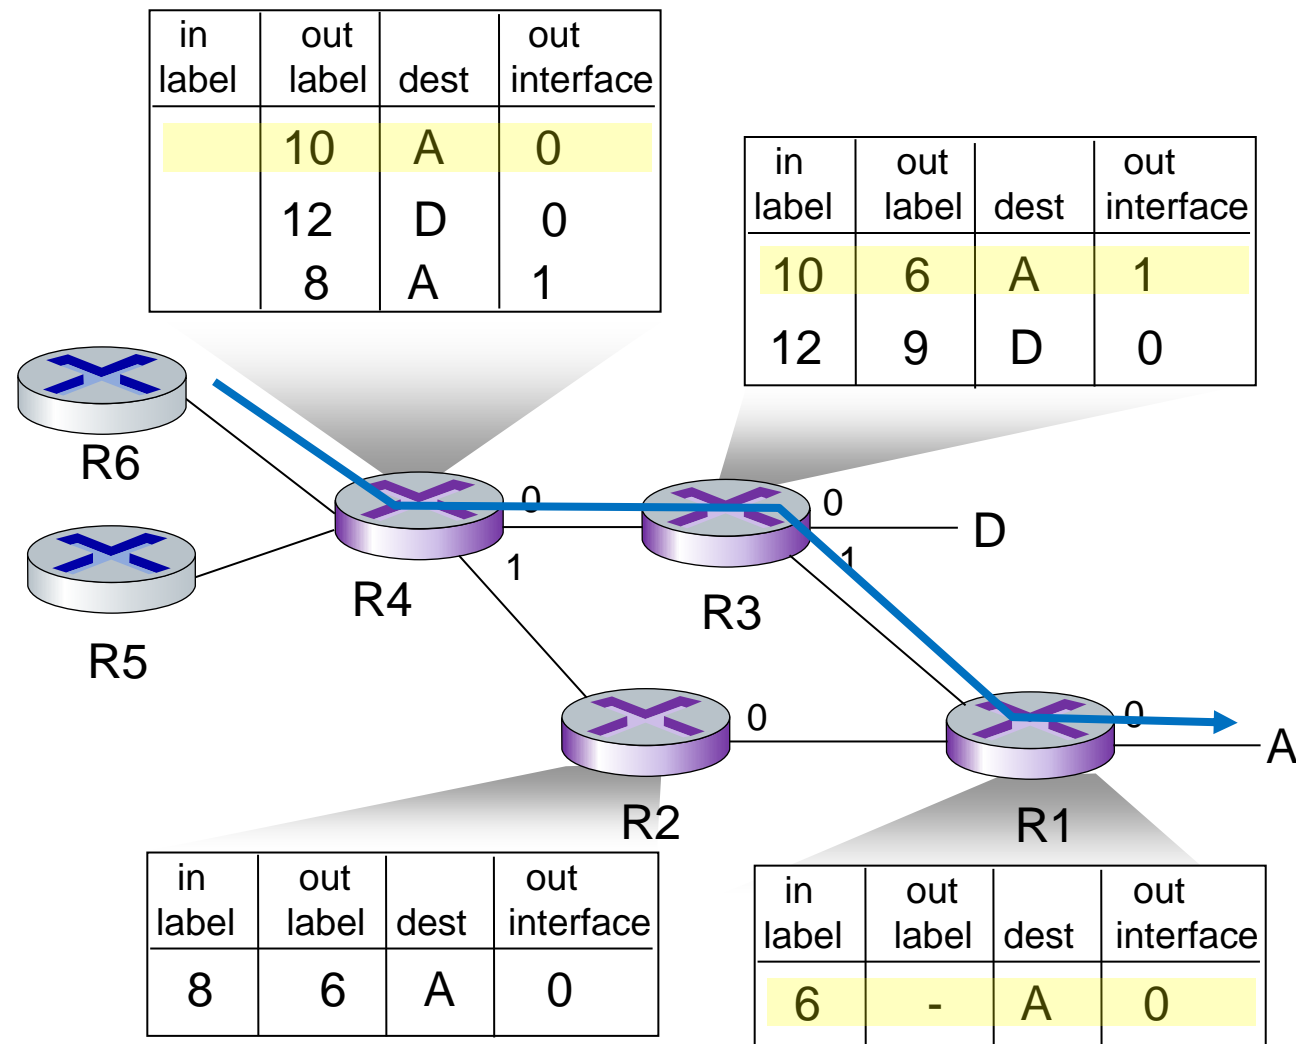 in out out
label label dest interface
10 A 0
12 D 0
8 A 1
in out out
label label dest interface
10 6 A 1
12 9 D 0
R6
0
0
D
1
1
R4
R3
R5
0
0
A
R2
R1
in out out
label label dest interface
8 6 A 0
in out out
label label dest interface
6 - A 0